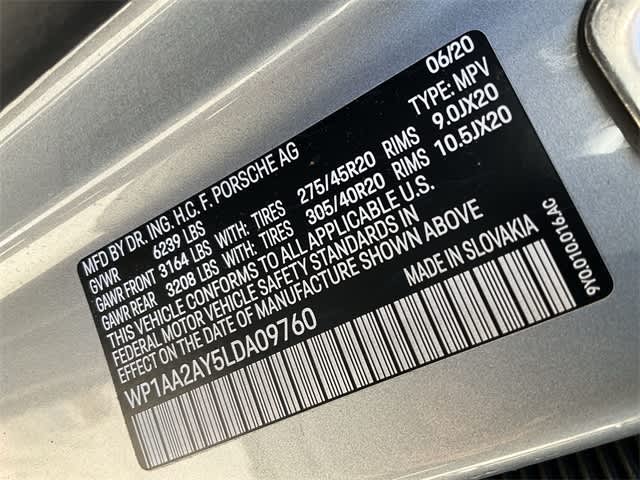 MFD BY DR. ING. H.C. F. PORSCHE AG 06/20
GVWR 6239 LBS TYPE: MPV
GAWR FRONT 3164 LBS WITH: TIRES 275/45R20 RIMS 9.0JX20
GAWR REAR 3208 LBS WITH: TIRES 305/40R20 RIMS 10.5JX20
THIS VEHICLE CONFORMS TO ALL APPLICABLE U.S.
FEDERAL MOTOR VEHICLE SAFETY STANDARDS IN
EFFECT ON THE DATE OF MANUFACTURE SHOWN ABOVE
WP1AA2AY5LDA09760 MADE IN SLOVAKIA
9Y0.010.016AC